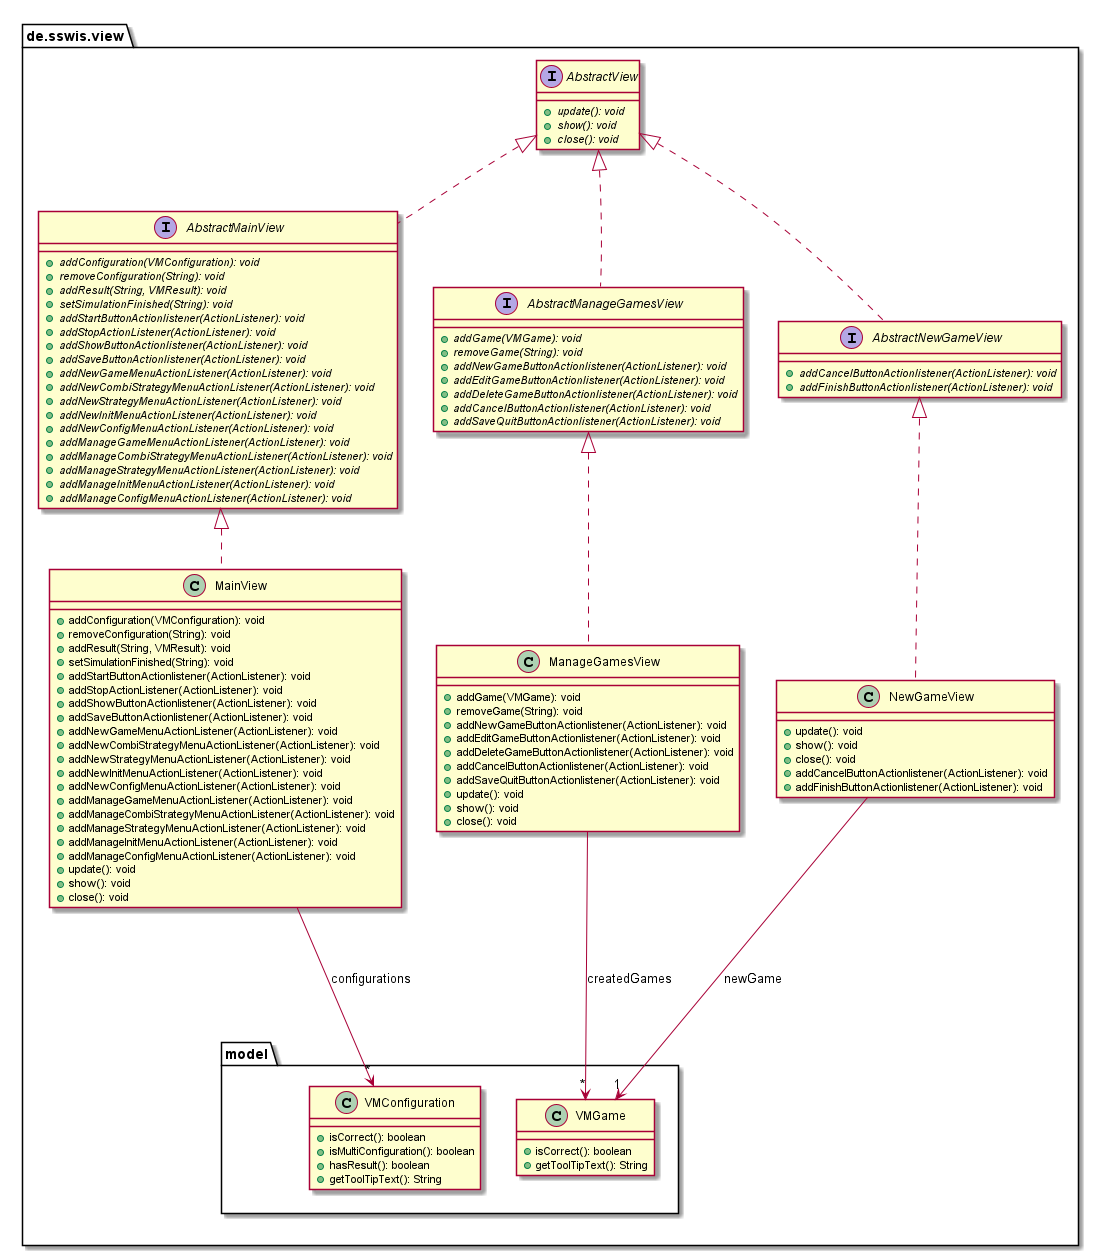 de.sswis.view
I AbstractView
update(): void
show(): void
close(): void
I AbstractMainView
addConfiguration(VMConfiguration): void
removeConfiguration(String): void
addResult(String, VMResult): void
setSimulationFinished(String): void
addStartButtonActionlistener(ActionListener): void
addStopActionListener(ActionListener): void
addShowButtonActionlistener(ActionListener): void
addSaveButtonActionlistener(ActionListener): void
addNewGameMenuActionListener(ActionListener): void
addNewCombiStrategyMenuActionListener(ActionListener): void
addNewStrategyMenuActionListener(ActionListener): void
addNewInitMenuActionListener(ActionListener): void
addNewConfigMenuActionListener(ActionListener): void
addManageGameMenuActionListener(ActionListener): void
addManageCombiStrategyMenuActionListener(ActionListener): void
addManageStrategyMenuActionListener(ActionListener): void
addManageInitMenuActionListener(ActionListener): void
addManageConfigMenuActionListener(ActionListener): void
I AbstractManageGamesView
addGame(VMGame): void
removeGame(String): void
addNewGameButtonActionlistener(ActionListener): void
addEditGameButtonActionlistener(ActionListener): void
addDeleteGameButtonActionlistener(ActionListener): void
addCancelButtonActionlistener(ActionListener): void
addSaveQuitButtonActionlistener(ActionListener): void
I AbstractNewGameView
addCancelButtonActionlistener(ActionListener): void
addFinishButtonActionlistener(ActionListener): void
C MainView
addConfiguration(VMConfiguration): void
removeConfiguration(String): void
addResult(String, VMResult): void
setSimulationFinished(String): void
addStartButtonActionlistener(ActionListener): void
addStopActionListener(ActionListener): void
addShowButtonActionlistener(ActionListener): void
addSaveButtonActionlistener(ActionListener): void
addNewGameMenuActionListener(ActionListener): void
addNewCombiStrategyMenuActionListener(ActionListener): void
addNewStrategyMenuActionListener(ActionListener): void
addNewInitMenuActionListener(ActionListener): void
addNewConfigMenuActionListener(ActionListener): void
addManageGameMenuActionListener(ActionListener): void
addManageCombiStrategyMenuActionListener(ActionListener): void
addManageStrategyMenuActionListener(ActionListener): void
addManageInitMenuActionListener(ActionListener): void
addManageConfigMenuActionListener(ActionListener): void
update(): void
show(): void
close(): void
C ManageGamesView
addGame(VMGame): void
removeGame(String): void
addNewGameButtonActionlistener(ActionListener): void
addEditGameButtonActionlistener(ActionListener): void
addDeleteGameButtonActionlistener(ActionListener): void
addCancelButtonActionlistener(ActionListener): void
addSaveQuitButtonActionlistener(ActionListener): void
update(): void
show(): void
close(): void
C NewGameView
update(): void
show(): void
close(): void
addCancelButtonActionlistener(ActionListener): void
addFinishButtonActionlistener(ActionListener): void
configurations
createdGames
newGame
model
*
*
1
C VMConfiguration
isCorrect(): boolean
isMultiConfiguration(): boolean
hasResult(): boolean
getToolTipText(): String
C VMGame
isCorrect(): boolean
getToolTipText(): String